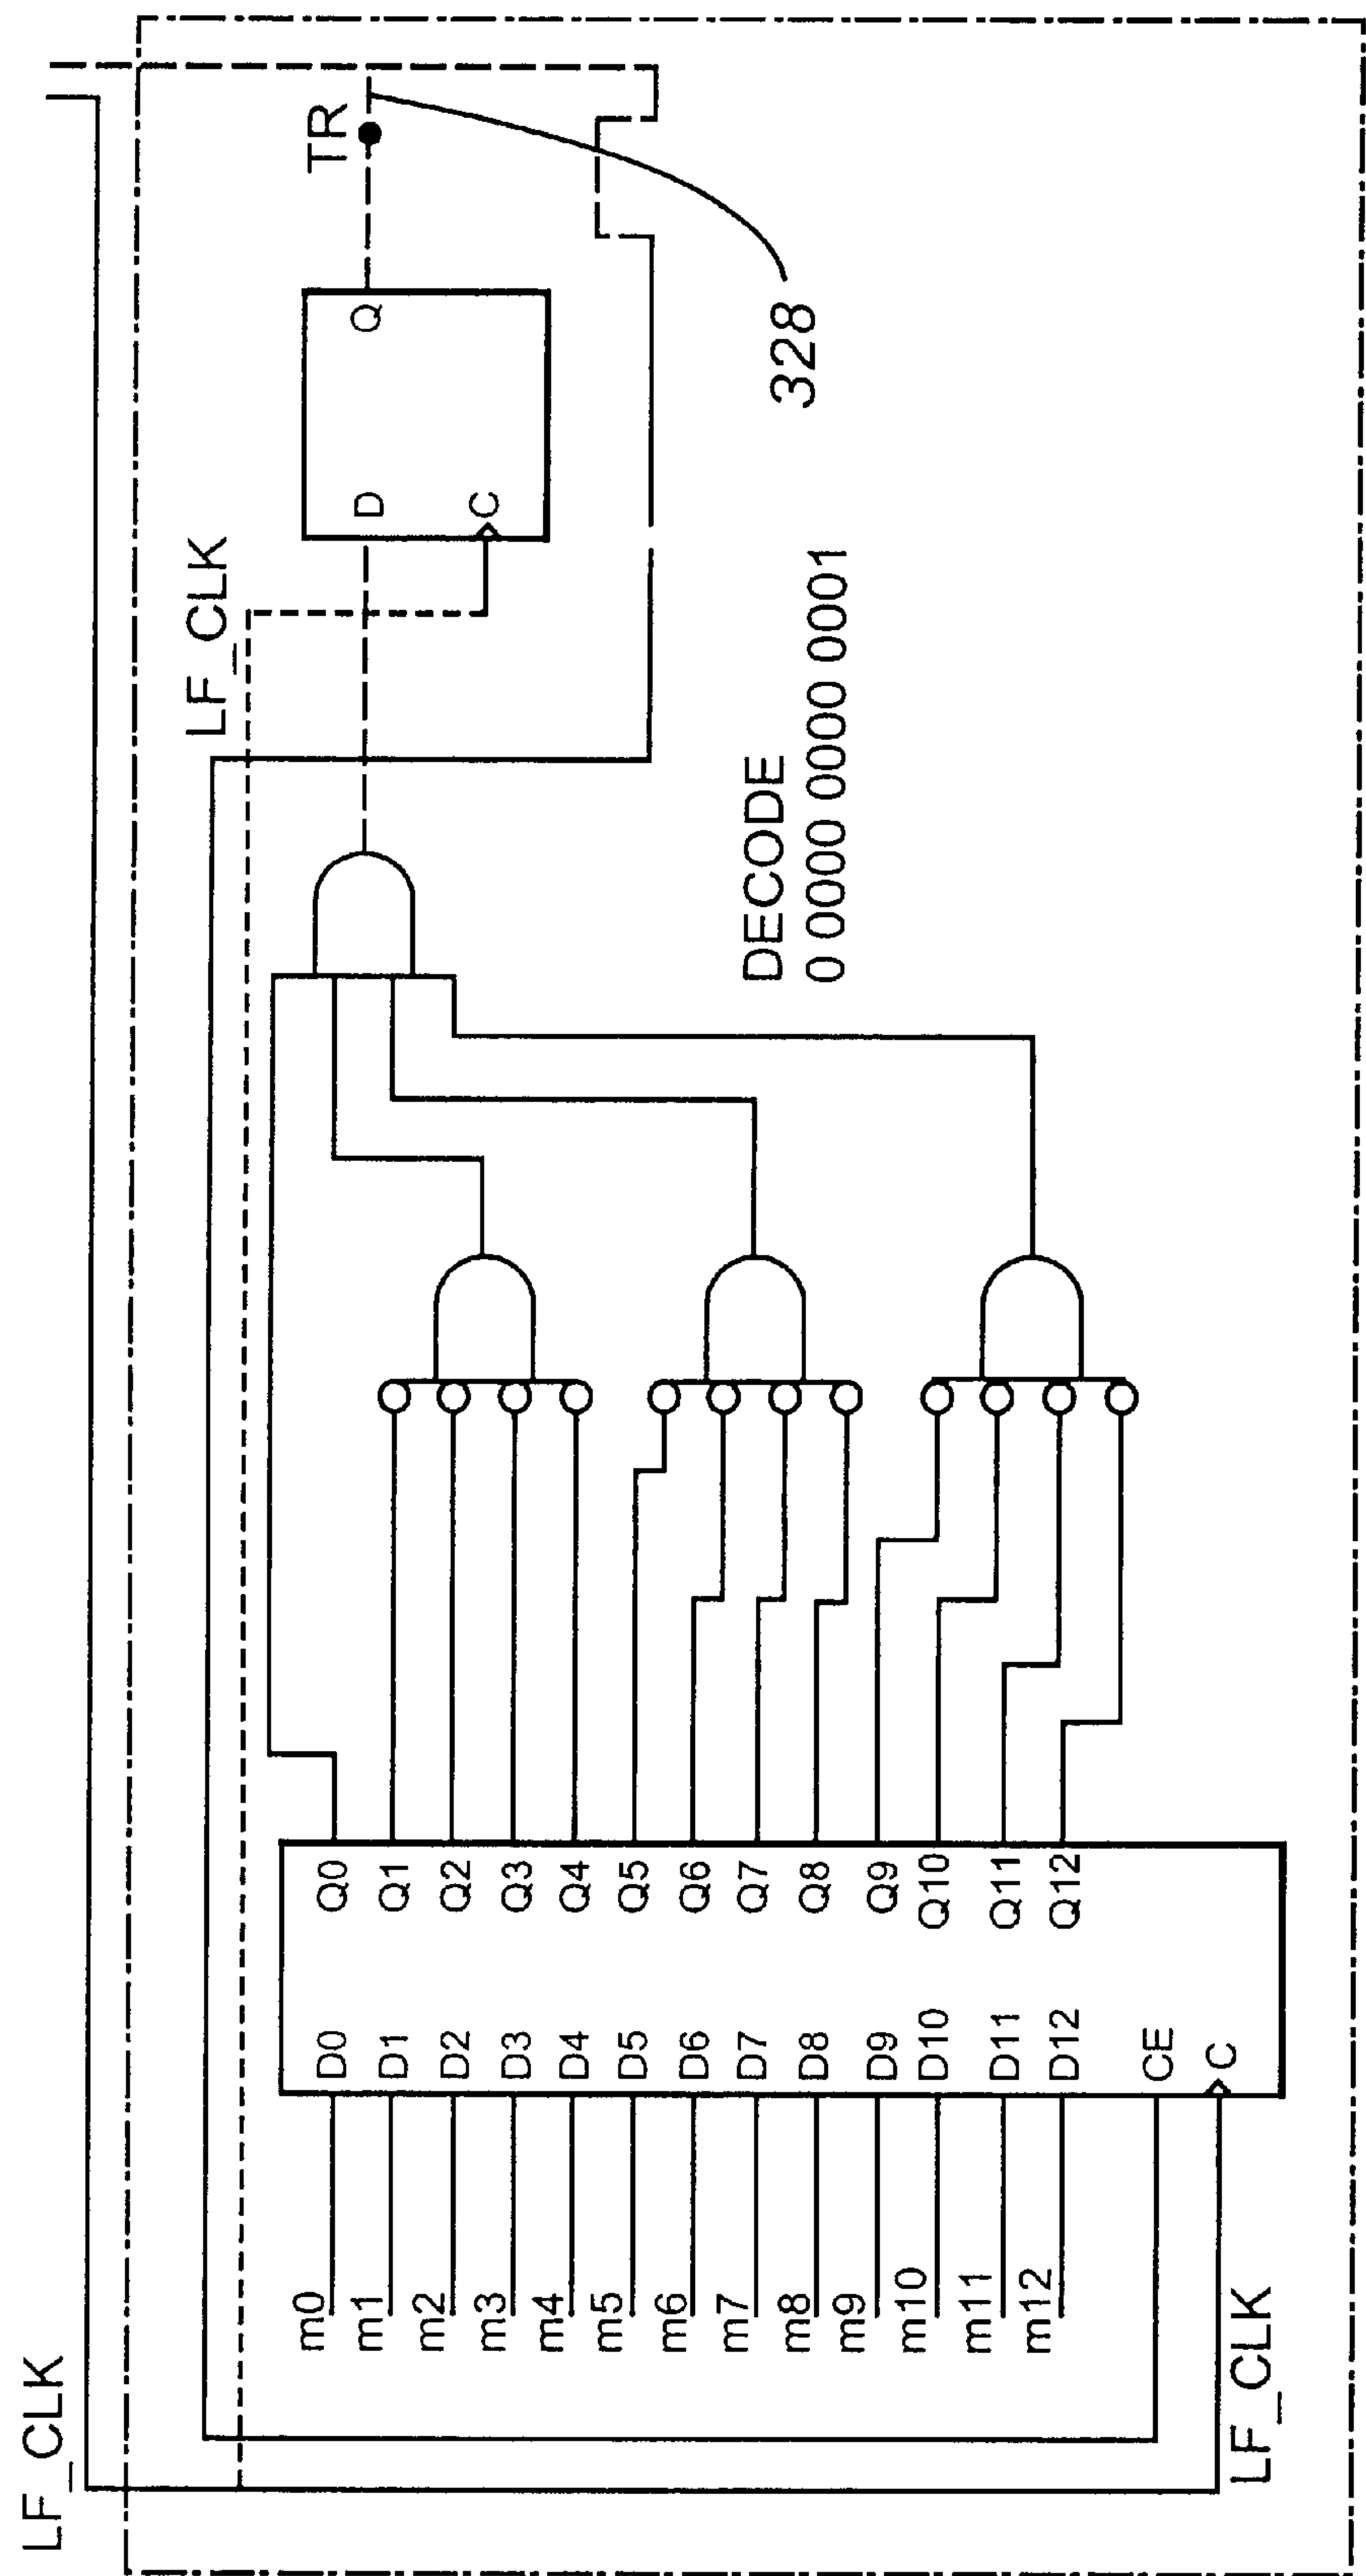 LF_CLK
m0
m1
m2
m3
m4
m5
m6
m7
m8
m9
m10
m11
m12
LF_CLK
D0
D1
D2
D3
D4
D5
D6
D7
D8
D9
D10
D11
D12
CE
C
Q0
Q1
Q2
Q3
Q4
Q5
Q6
Q7
Q8
Q9
Q10
Q11
Q12
DECODE
0 0000 0000 0001
LF_CLK
D
C
Q
TR
328